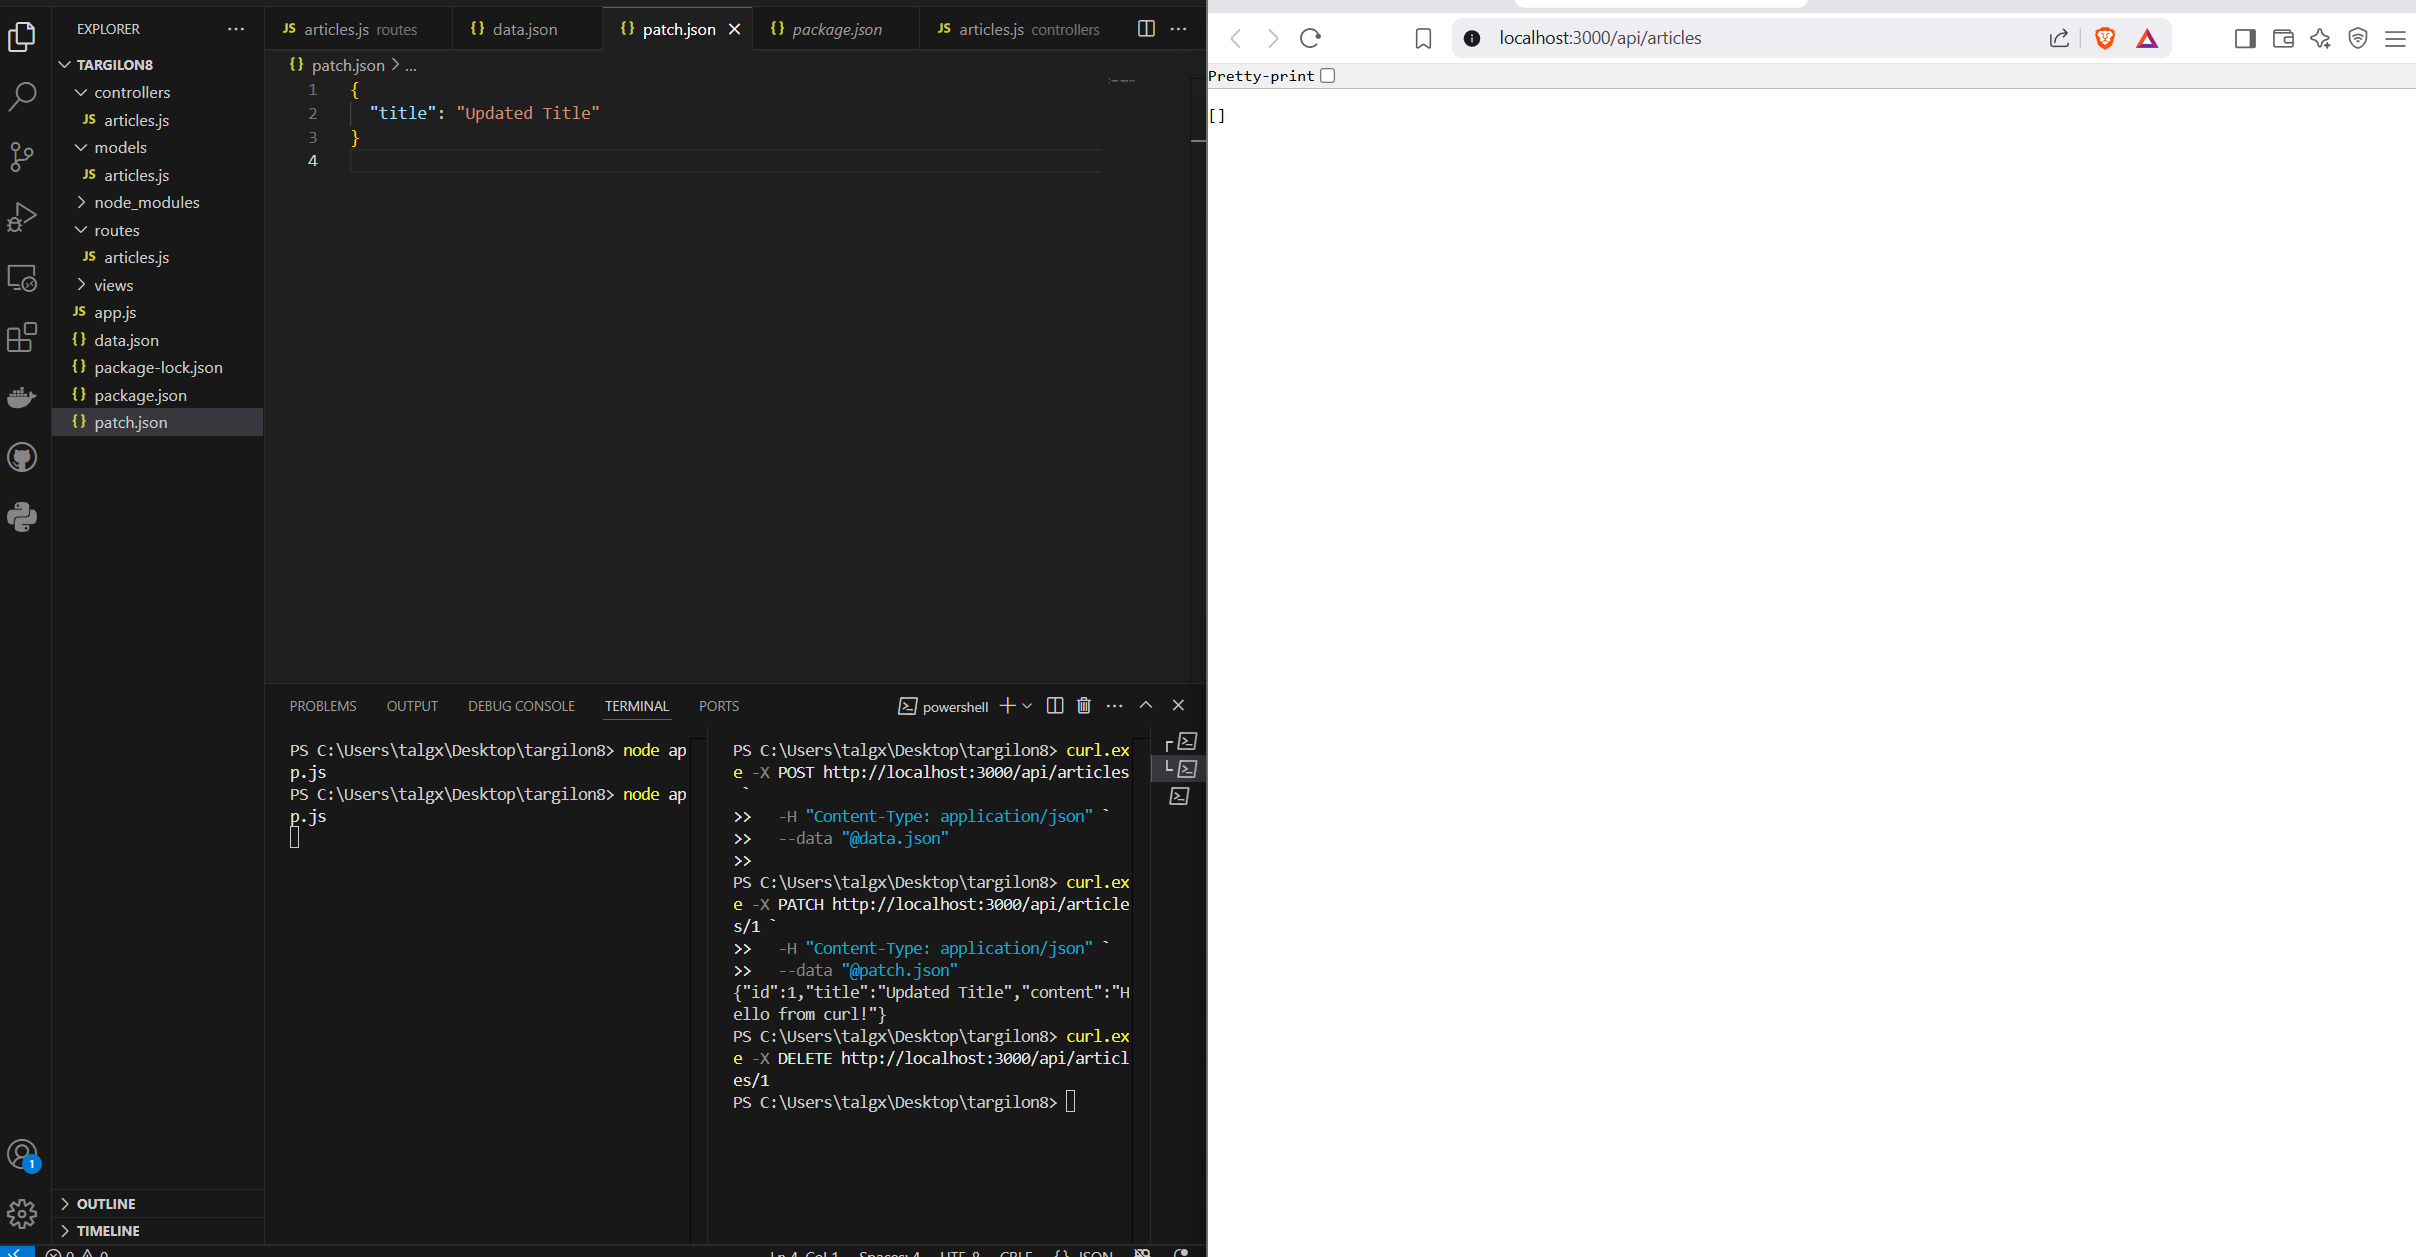 EXPLORER
TARGILON8
controllers
JS articles.js
models
JS articles.js
node_modules
routes
JS articles.js
views
JS app.js
{} data.json
{} package-lock.json
{} package.json
{} patch.json
1
OUTLINE
TIMELINE
JS articles.js routes
{} data.json
{} patch.json
{} package.json
JS articles.js controllers
{} patch.json > ...
1 {
2 "title": "Updated Title"
3 }
4
PROBLEMS OUTPUT DEBUG CONSOLE TERMINAL PORTS
powershell
PS C:\Users\talgx\Desktop\targilon8> node ap
p.js
PS C:\Users\talgx\Desktop\targilon8> node ap
p.js
PS C:\Users\talgx\Desktop\targilon8> curl.ex
e -X POST http://localhost:3000/api/articles
`
>> -H "Content-Type: application/json" `
>> --data "@data.json"
>>
PS C:\Users\talgx\Desktop\targilon8> curl.ex
e -X PATCH http://localhost:3000/api/article
s/1 `
>> -H "Content-Type: application/json" `
>> --data "@patch.json"
{"id":1,"title":"Updated Title","content":"H
ello from curl!"}
PS C:\Users\talgx\Desktop\targilon8> curl.ex
e -X DELETE http://localhost:3000/api/articl
es/1
PS C:\Users\talgx\Desktop\targilon8>
0 0 Ln 4, Col 1 Spaces: 4 UTF-8 CRLF {} JSON
localhost:3000/api/articles
Pretty-print
[]